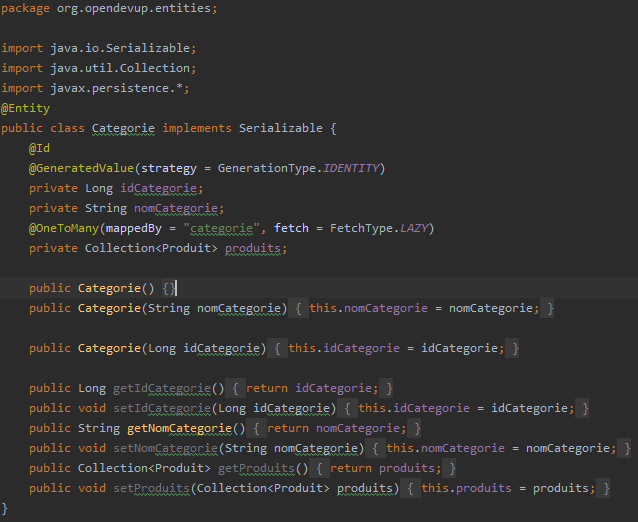 package org.opendevup.entities;
import java.io.Serializable;
import java.util.Collection;
import javax.persistence.*;
@Entity
public class Categorie implements Serializable {
@Id
@GeneratedValue(strategy = GenerationType.IDENTITY)
private Long idCategorie;
private String nomCategorie;
@OneToMany(mappedBy = "categorie", fetch = FetchType.LAZY)
private Collection<Produit> produits;
public Categorie() {}
public Categorie(String nomCategorie) { this.nomCategorie = nomCategorie; }
public Categorie(Long idCategorie) { this.idCategorie = idCategorie; }
public Long getIdCategorie() { return idCategorie; }
public void setIdCategorie(Long idCategorie) { this.idCategorie = idCategorie; }
public String getNomCategorie() { return nomCategorie; }
public void setNomCategorie(String nomCategorie) { this.nomCategorie = nomCategorie; }
public Collection<Produit> getProduits() { return produits; }
public void setProduits(Collection<Produit> produits) { this.produits = produits; }
}